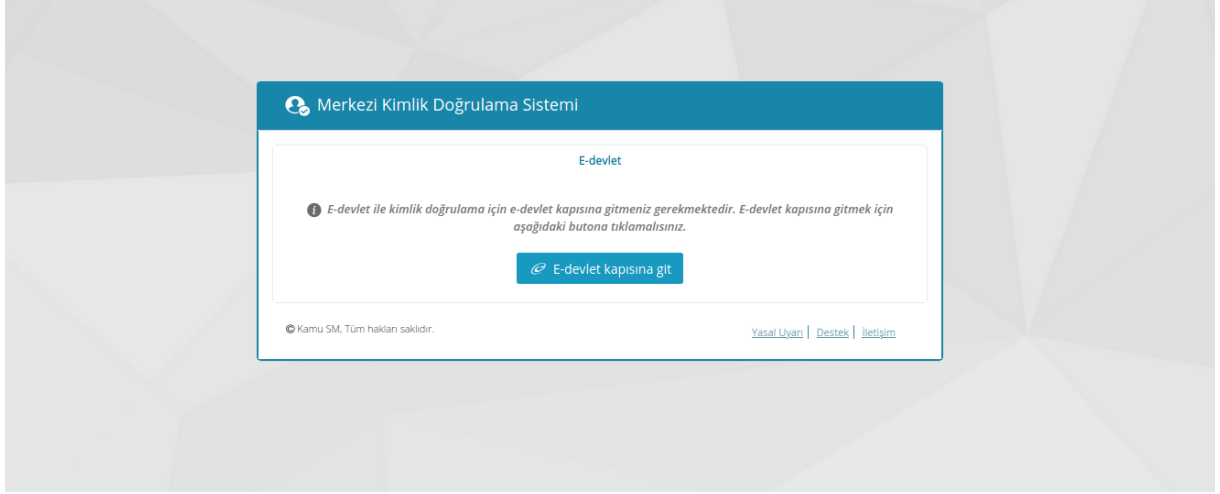 Merkezi Kimlik Doğrulama Sistemi
E-devlet
E-devlet ile kimlik doğrulama için e-devlet kapısına gitmeniz gerekmektedir. E-devlet kapısına gitmek için
aşağıdaki butona tıklamalısınız.
E-devlet kapısına git
© Kamu SM, Tüm hakları saklıdır.
Yasal Uyarı | Destek | İletişim